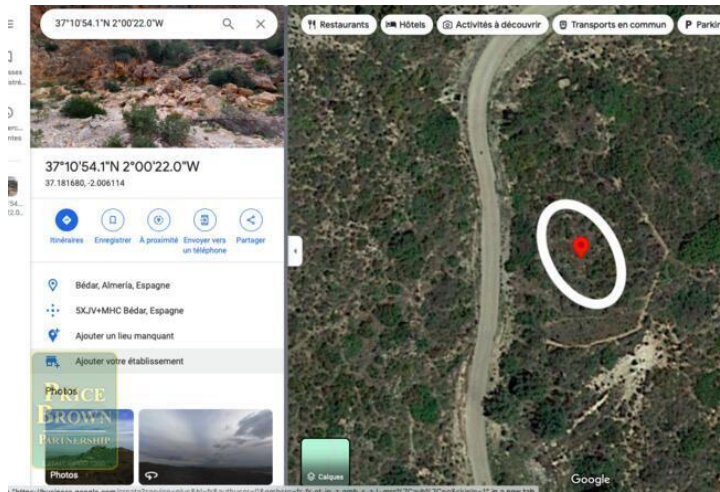 37°10'54.1"N 2°00'22.0"W
Restaurants
Hôtels
Activités à découvrir
Transports en commun
37°10'54.1"N 2°00'22.0"W
37.181680, -2.006114
Itinéraires
Enregistrer
À proximité
Envoyer vers
un téléphone
Partager
Bédar, Almería, Espagne
5XJV+MHC Bédar, Espagne
Ajouter un lieu manquant
Ajouter votre établissement
Photos
PRICE
BROWN
PARTNERSHIP
Photos
Calques
Google